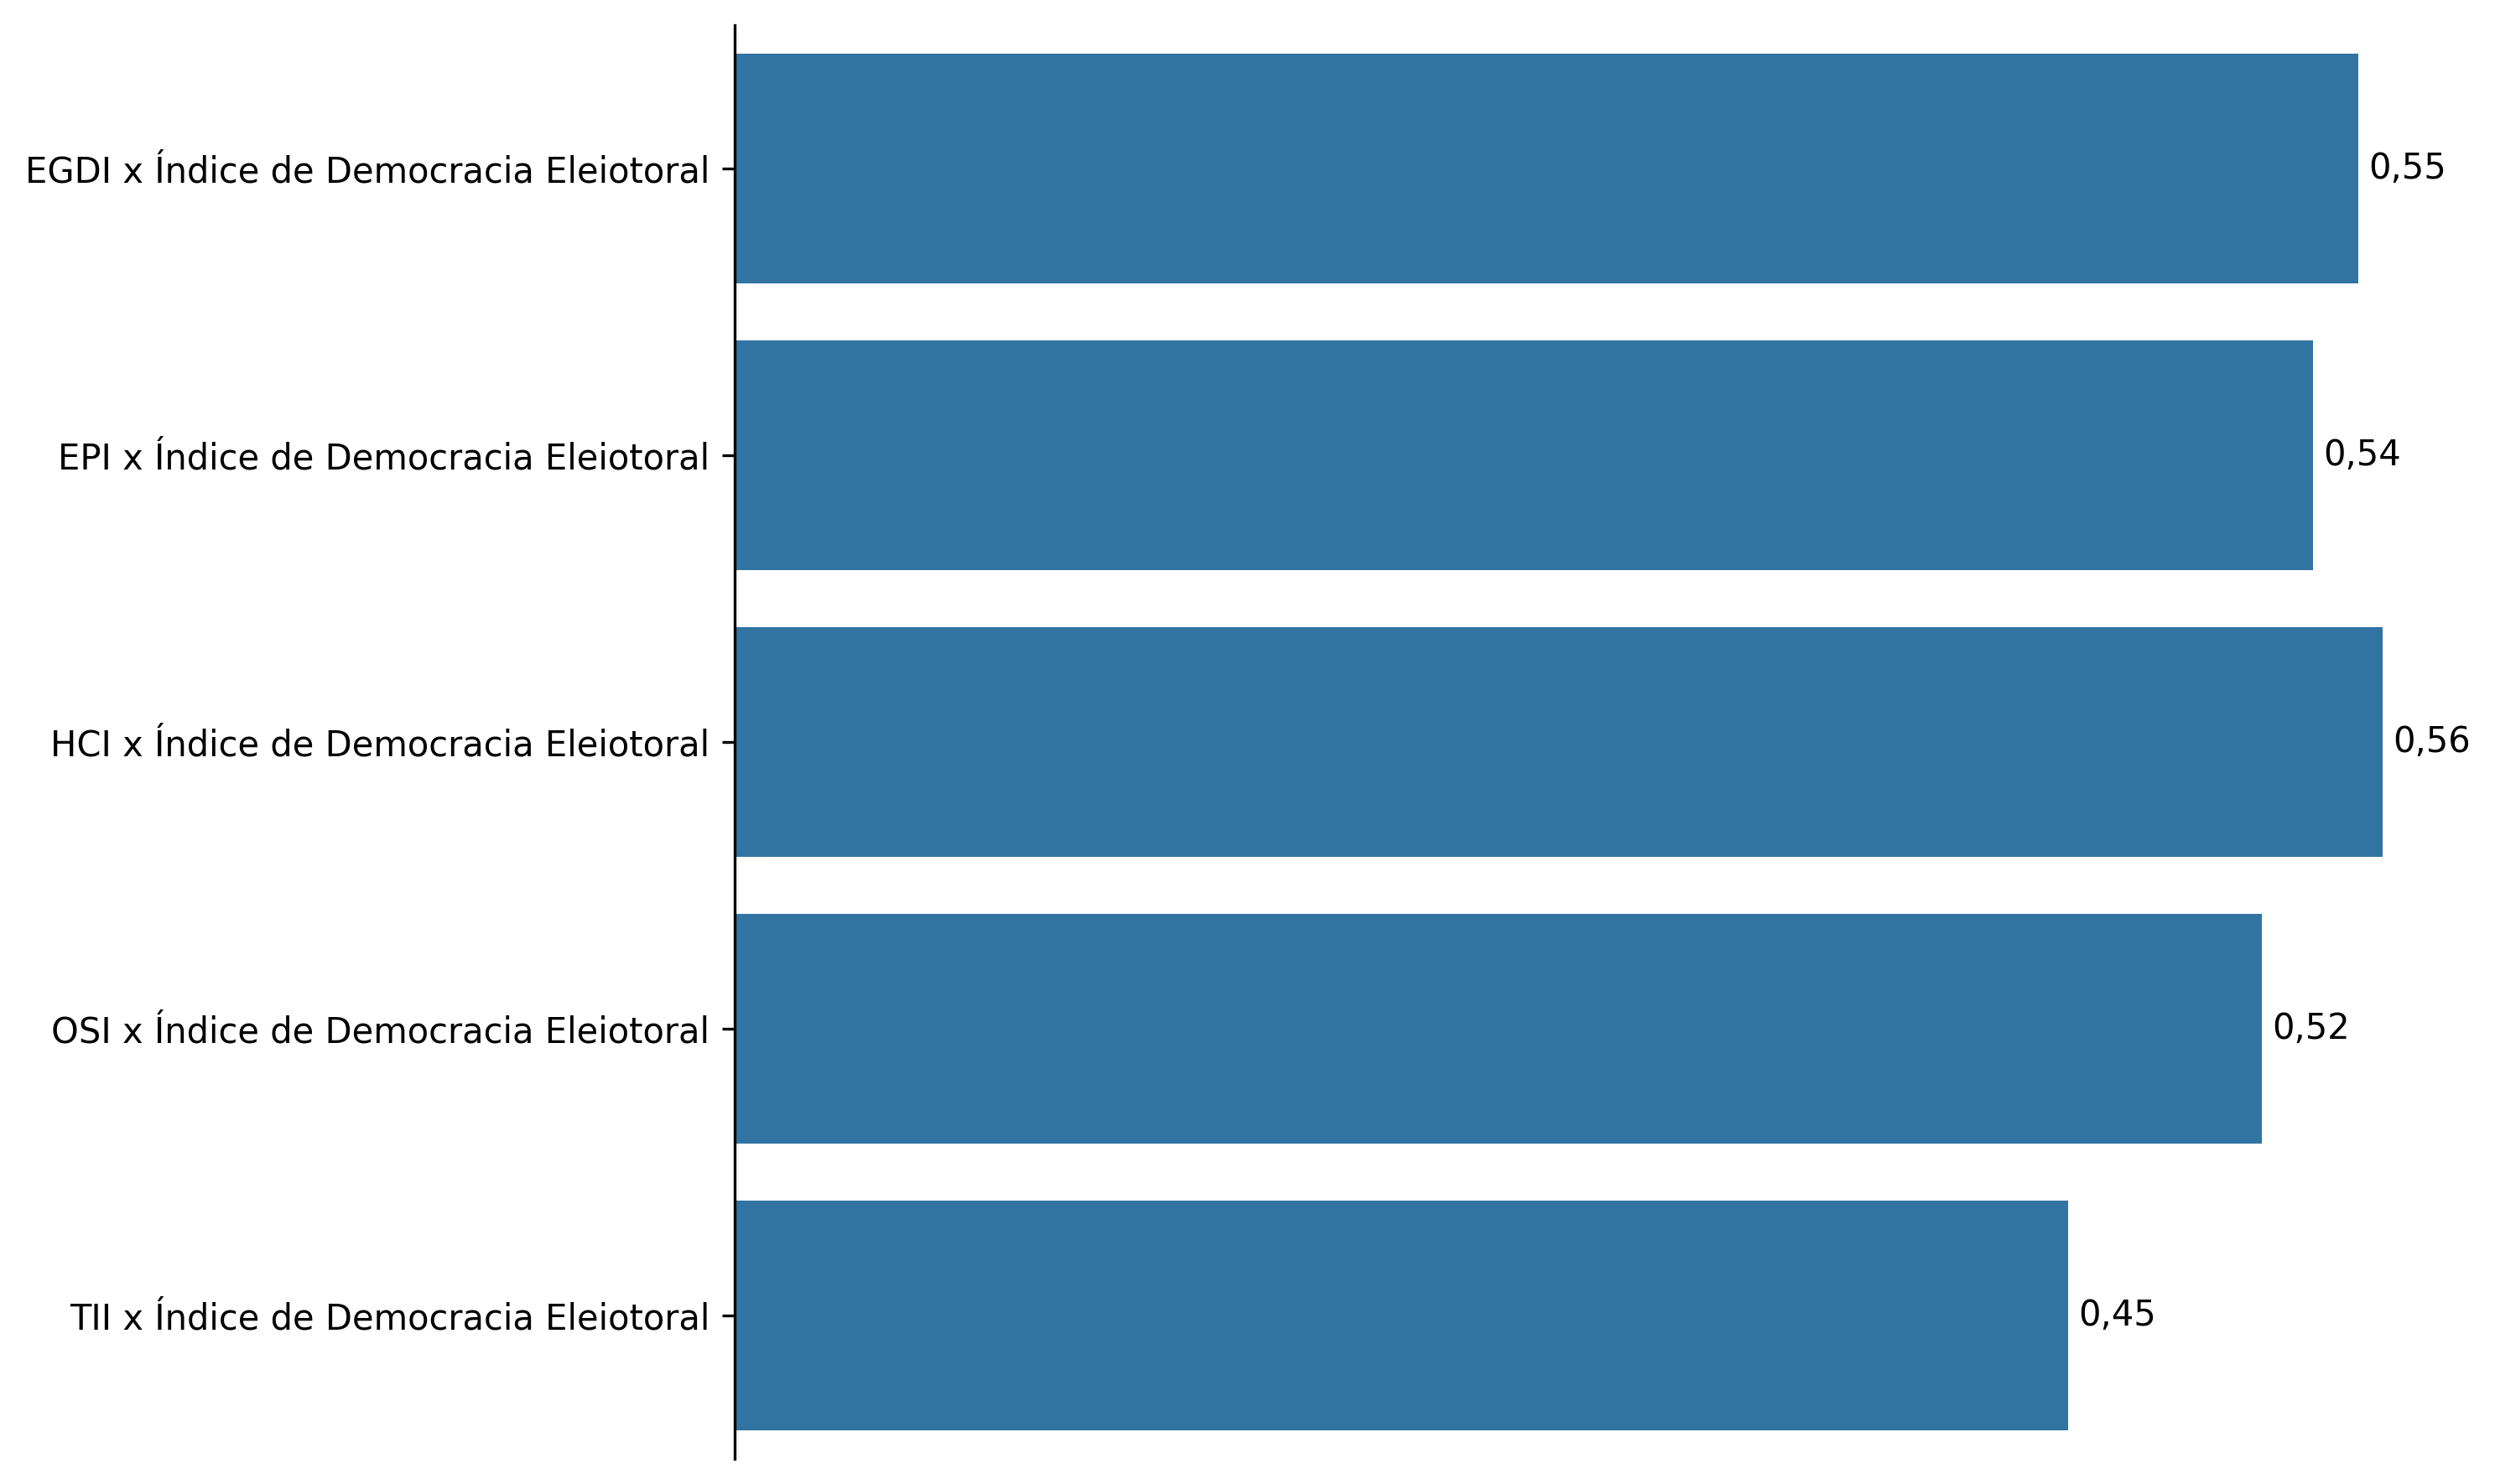 EGDI x Índice de Democracia Eleiotoral 0,55
EPI x Índice de Democracia Eleiotoral 0,54
HCI x Índice de Democracia Eleiotoral 0,56
OSI x Índice de Democracia Eleiotoral 0,52
TII x Índice de Democracia Eleiotoral 0,45